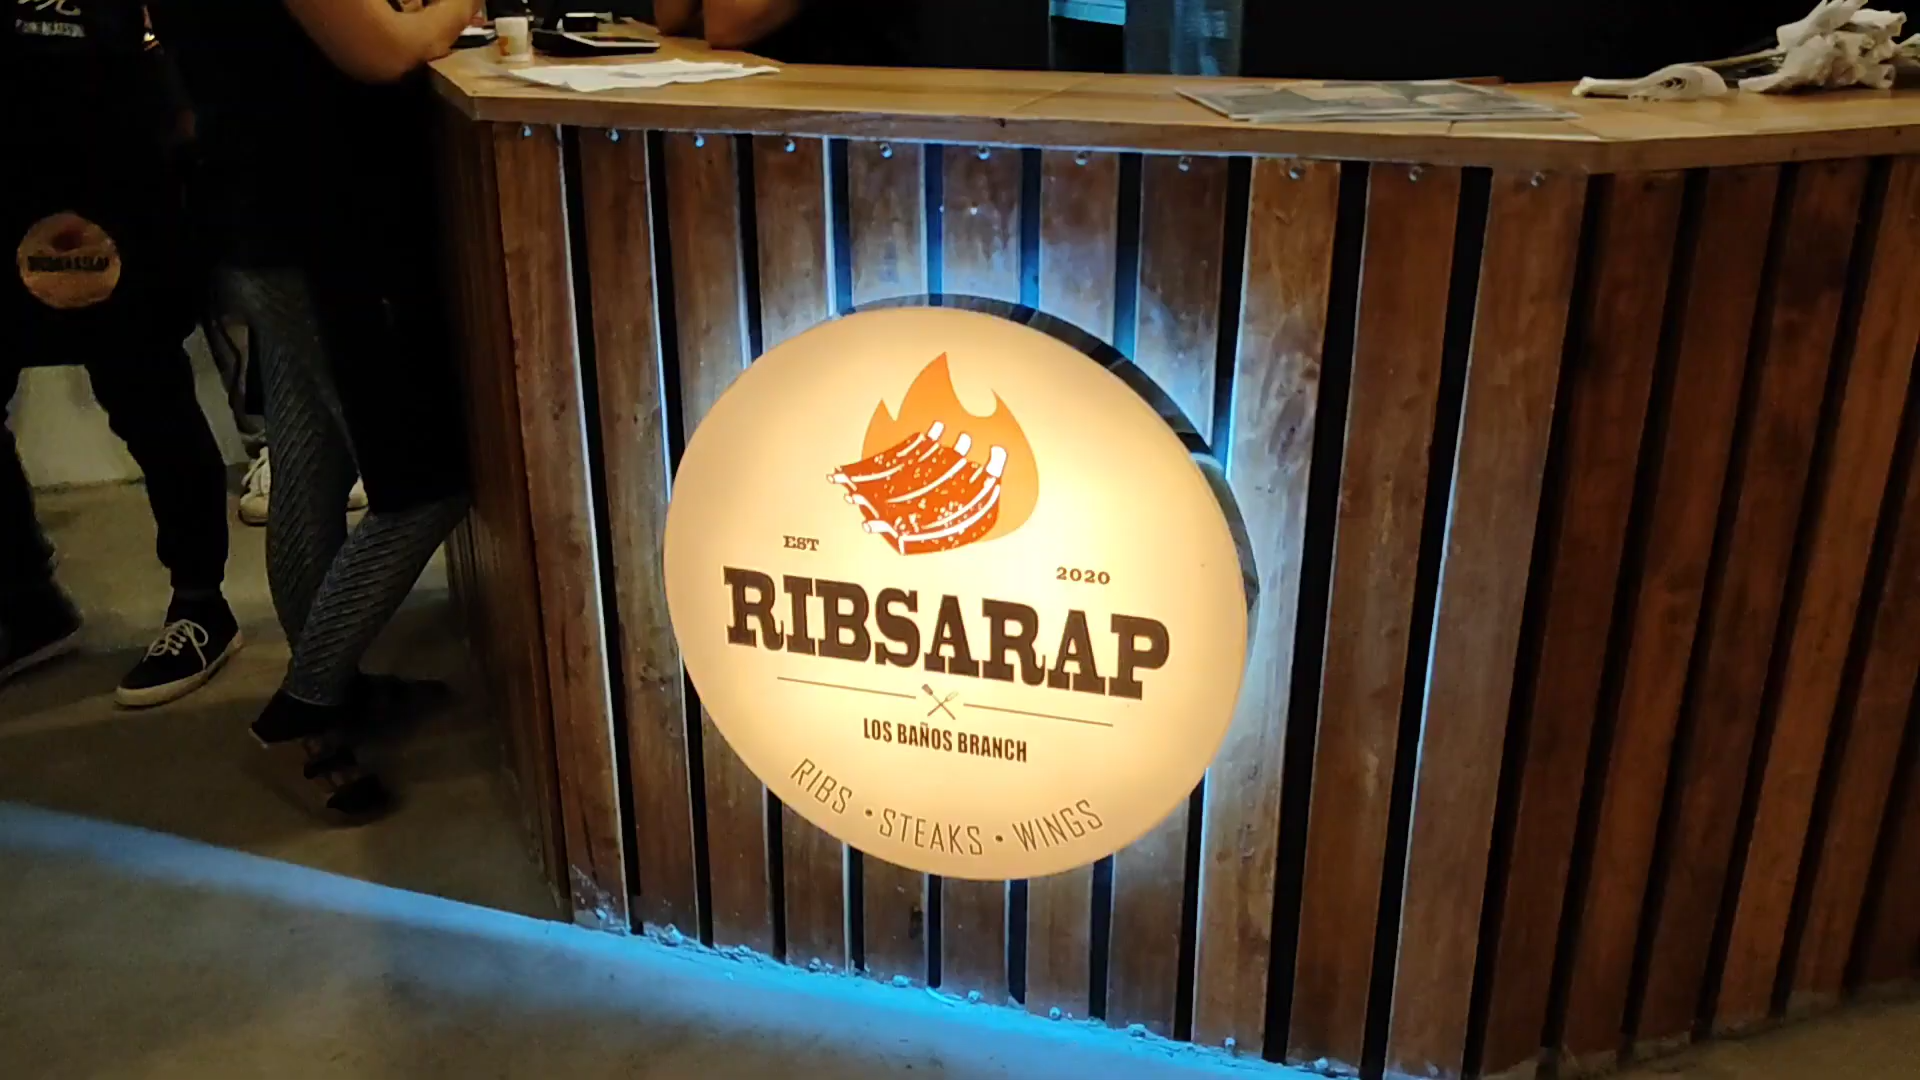 EST
2020
RIBSARAP
LOS BAÑOS BRANCH
RIBS • STEAKS • WINGS